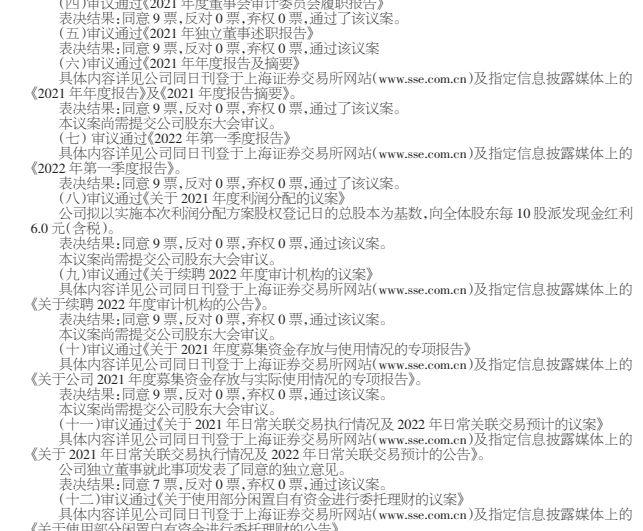 (四)审议通过《2021 年度董事会审计委员会履职报告》
表决结果:同意 9 票,反对 0 票,弃权 0 票,通过了该议案。
(五)审议通过《2021 年独立董事述职报告》
表决结果:同意 9 票,反对 0 票,弃权 0 票,通过该议案
(六)审议通过《2021 年年度报告及摘要》
具体内容详见公司同日刊登于上海证券交易所网站(www.sse.com.cn)及指定信息披露媒体上的
《2021 年年度报告》及《2021 年度报告摘要》。
表决结果:同意 9 票,反对 0 票,弃权 0 票,通过了该议案。
本议案尚需提交公司股东大会审议。
(七) 审议通过《2022 年第一季度报告》
具体内容详见公司同日刊登于上海证券交易所网站(www.sse.com.cn)及指定信息披露媒体上的
《2022 年第一季度报告》。
表决结果:同意 9 票,反对 0 票,弃权 0 票,通过了该议案。
(八)审议通过《关于 2021 年度利润分配的议案》
公司拟以实施本次利润分配方案股权登记日的总股本为基数,向全体股东每 10 股派发现金红利
6.0 元(含税)。
表决结果:同意 9 票,反对 0 票,弃权 0 票,通过该议案。
本议案尚需提交公司股东大会审议。
(九)审议通过《关于续聘 2022 年度审计机构的议案》
具体内容详见公司同日刊登于上海证券交易所网站(www.sse.com.cn)及指定信息披露媒体上的
《关于续聘 2022 年度审计机构的公告》。
表决结果:同意 9 票,反对 0 票,弃权 0 票,通过该议案。
本议案尚需提交公司股东大会审议。
(十)审议通过《关于 2021 年度募集资金存放与使用情况的专项报告》
具体内容详见公司同日刊登于上海证券交易所网站(www.sse.com.cn)及指定信息披露媒体上的
《关于公司 2021 年度募集资金存放与实际使用情况的专项报告》。
表决结果:同意 9 票,反对 0 票,弃权 0 票,通过该议案。
本议案尚需提交公司股东大会审议。
(十一)审议通过《关于 2021 年日常关联交易执行情况及 2022 年日常关联交易预计的议案》
具体内容详见公司同日刊登于上海证券交易所网站(www.sse.com.cn)及指定信息披露媒体上的
《关于 2021 年日常关联交易执行情况及 2022 年日常关联交易预计的公告》。
公司独立董事就此事项发表了同意的独立意见。
表决结果:同意 7 票,反对 0 票,弃权 0 票,通过该议案。
(十二)审议通过《关于使用部分闲置自有资金进行委托理财的议案》
具体内容详见公司同日刊登于上海证券交易所网站(www.sse.com.cn)及指定信息披露媒体上的
《关于使用部分闲置自有资金进行委托理财的公告》